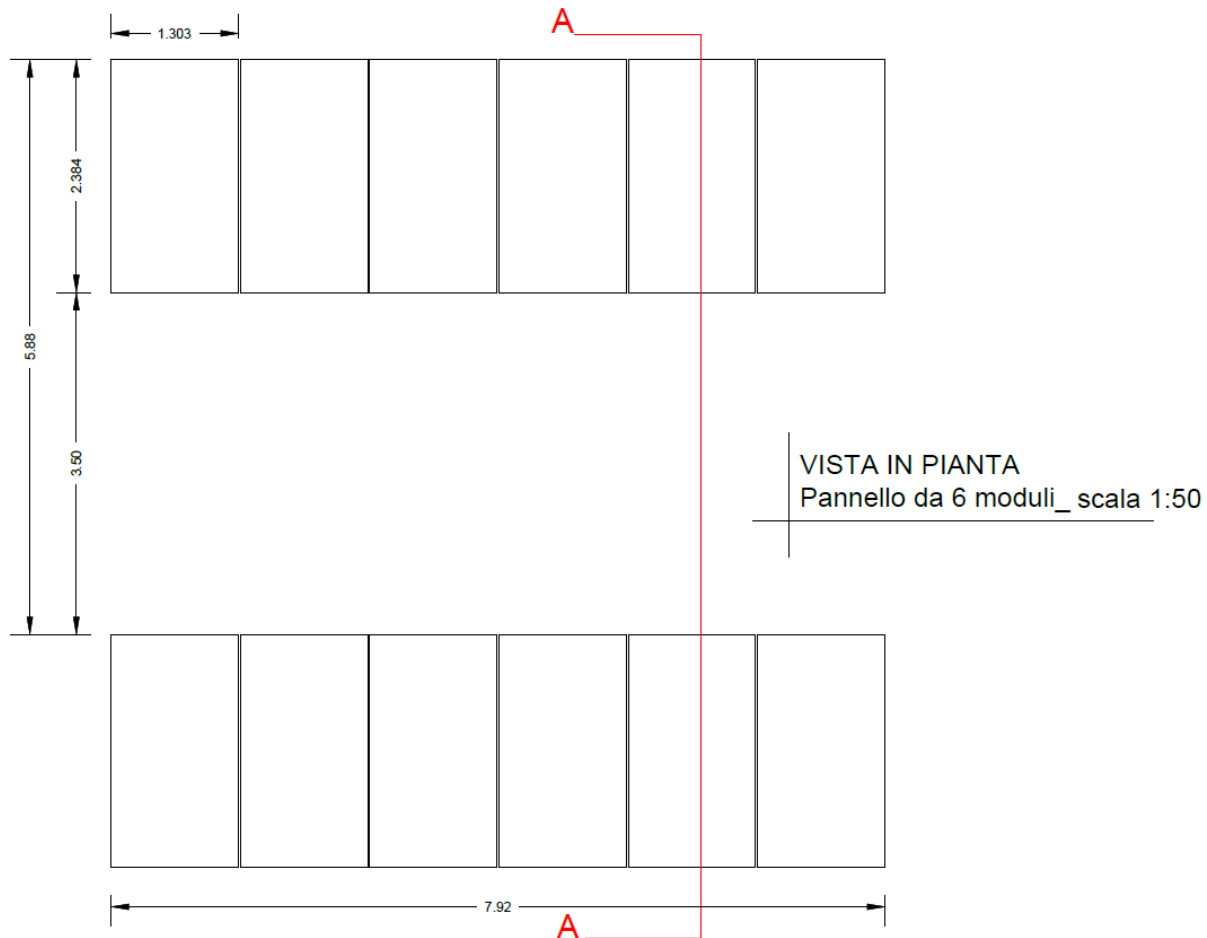 A
1.303
2.384
5.88
3.50
VISTA IN PIANTA
Pannello da 6 moduli_ scala 1:50
7.92
A